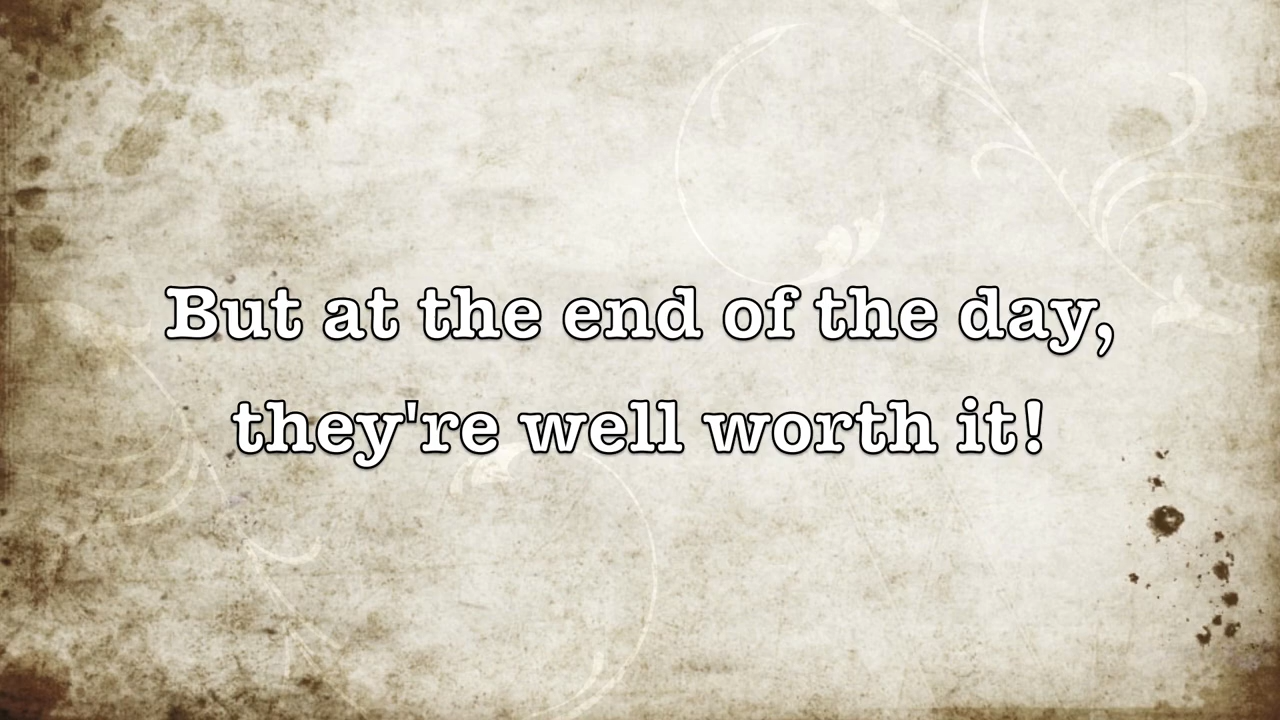 But at the end of the day,
they're well worth it!